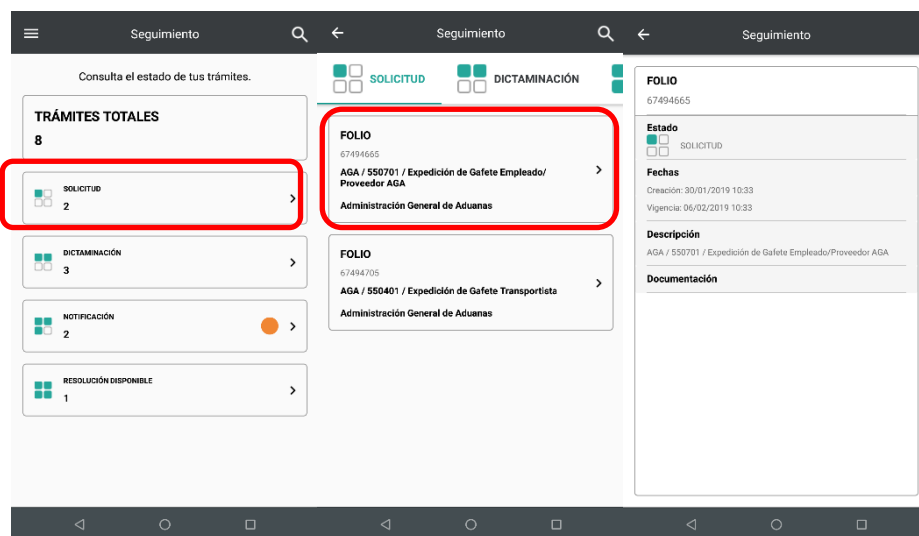 Seguimiento
Consulta el estado de tus trámites.
TRÁMITES TOTALES
8
SOLICITUD
2
DICTAMINACIÓN
3
NOTIFICACIÓN
2
RESOLUCIÓN DISPONIBLE
1
Seguimiento
SOLICITUD
DICTAMINACIÓN
FOLIO
67494665
AGA / 550701 / Expedición de Gafete Empleado/
Proveedor AGA
Administración General de Aduanas
FOLIO
67494705
AGA / 550401 / Expedición de Gafete Transportista
Administración General de Aduanas
Seguimiento
FOLIO
67494665
Estado
SOLICITUD
Fechas
Creación: 30/01/2019 10:33
Vigencia: 06/02/2019 10:33
Descripción
AGA / 550701 / Expedición de Gafete Empleado/Proveedor AGA
Documentación